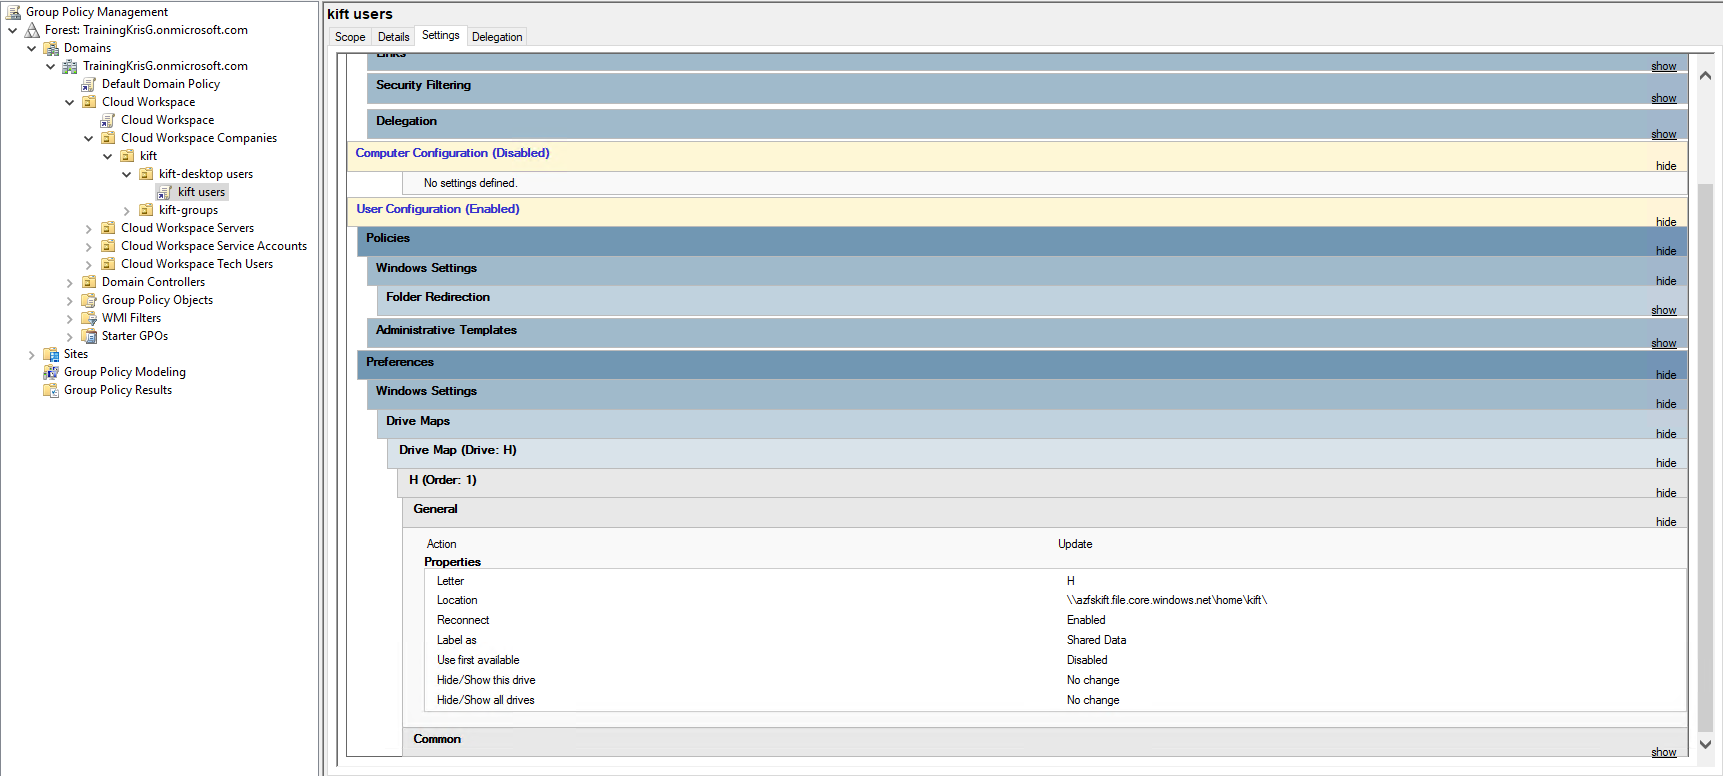 Group Policy Management
Forest: TrainingKrisG.onmicrosoft.com
Domains
TrainingKrisG.onmicrosoft.com
Default Domain Policy
Cloud Workspace
Cloud Workspace
Cloud Workspace Companies
kift
kift-desktop users
kift users
kift-groups
Cloud Workspace Servers
Cloud Workspace Service Accounts
Cloud Workspace Tech Users
Domain Controllers
Group Policy Objects
WMI Filters
Starter GPOs
Sites
Group Policy Modeling
Group Policy Results
kift users
Scope Details Settings Delegation
Links show
Security Filtering show
Delegation show
Computer Configuration (Disabled) hide
No settings defined.
User Configuration (Enabled) hide
Policies hide
Windows Settings hide
Folder Redirection show
Administrative Templates show
Preferences hide
Windows Settings hide
Drive Maps hide
Drive Map (Drive: H) hide
H (Order: 1) hide
General hide
Action Update
Properties
Letter H
Location \\azfskift.file.core.windows.net\home\kift\
Reconnect Enabled
Label as Shared Data
Use first available Disabled
Hide/Show this drive No change
Hide/Show all drives No change
Common show